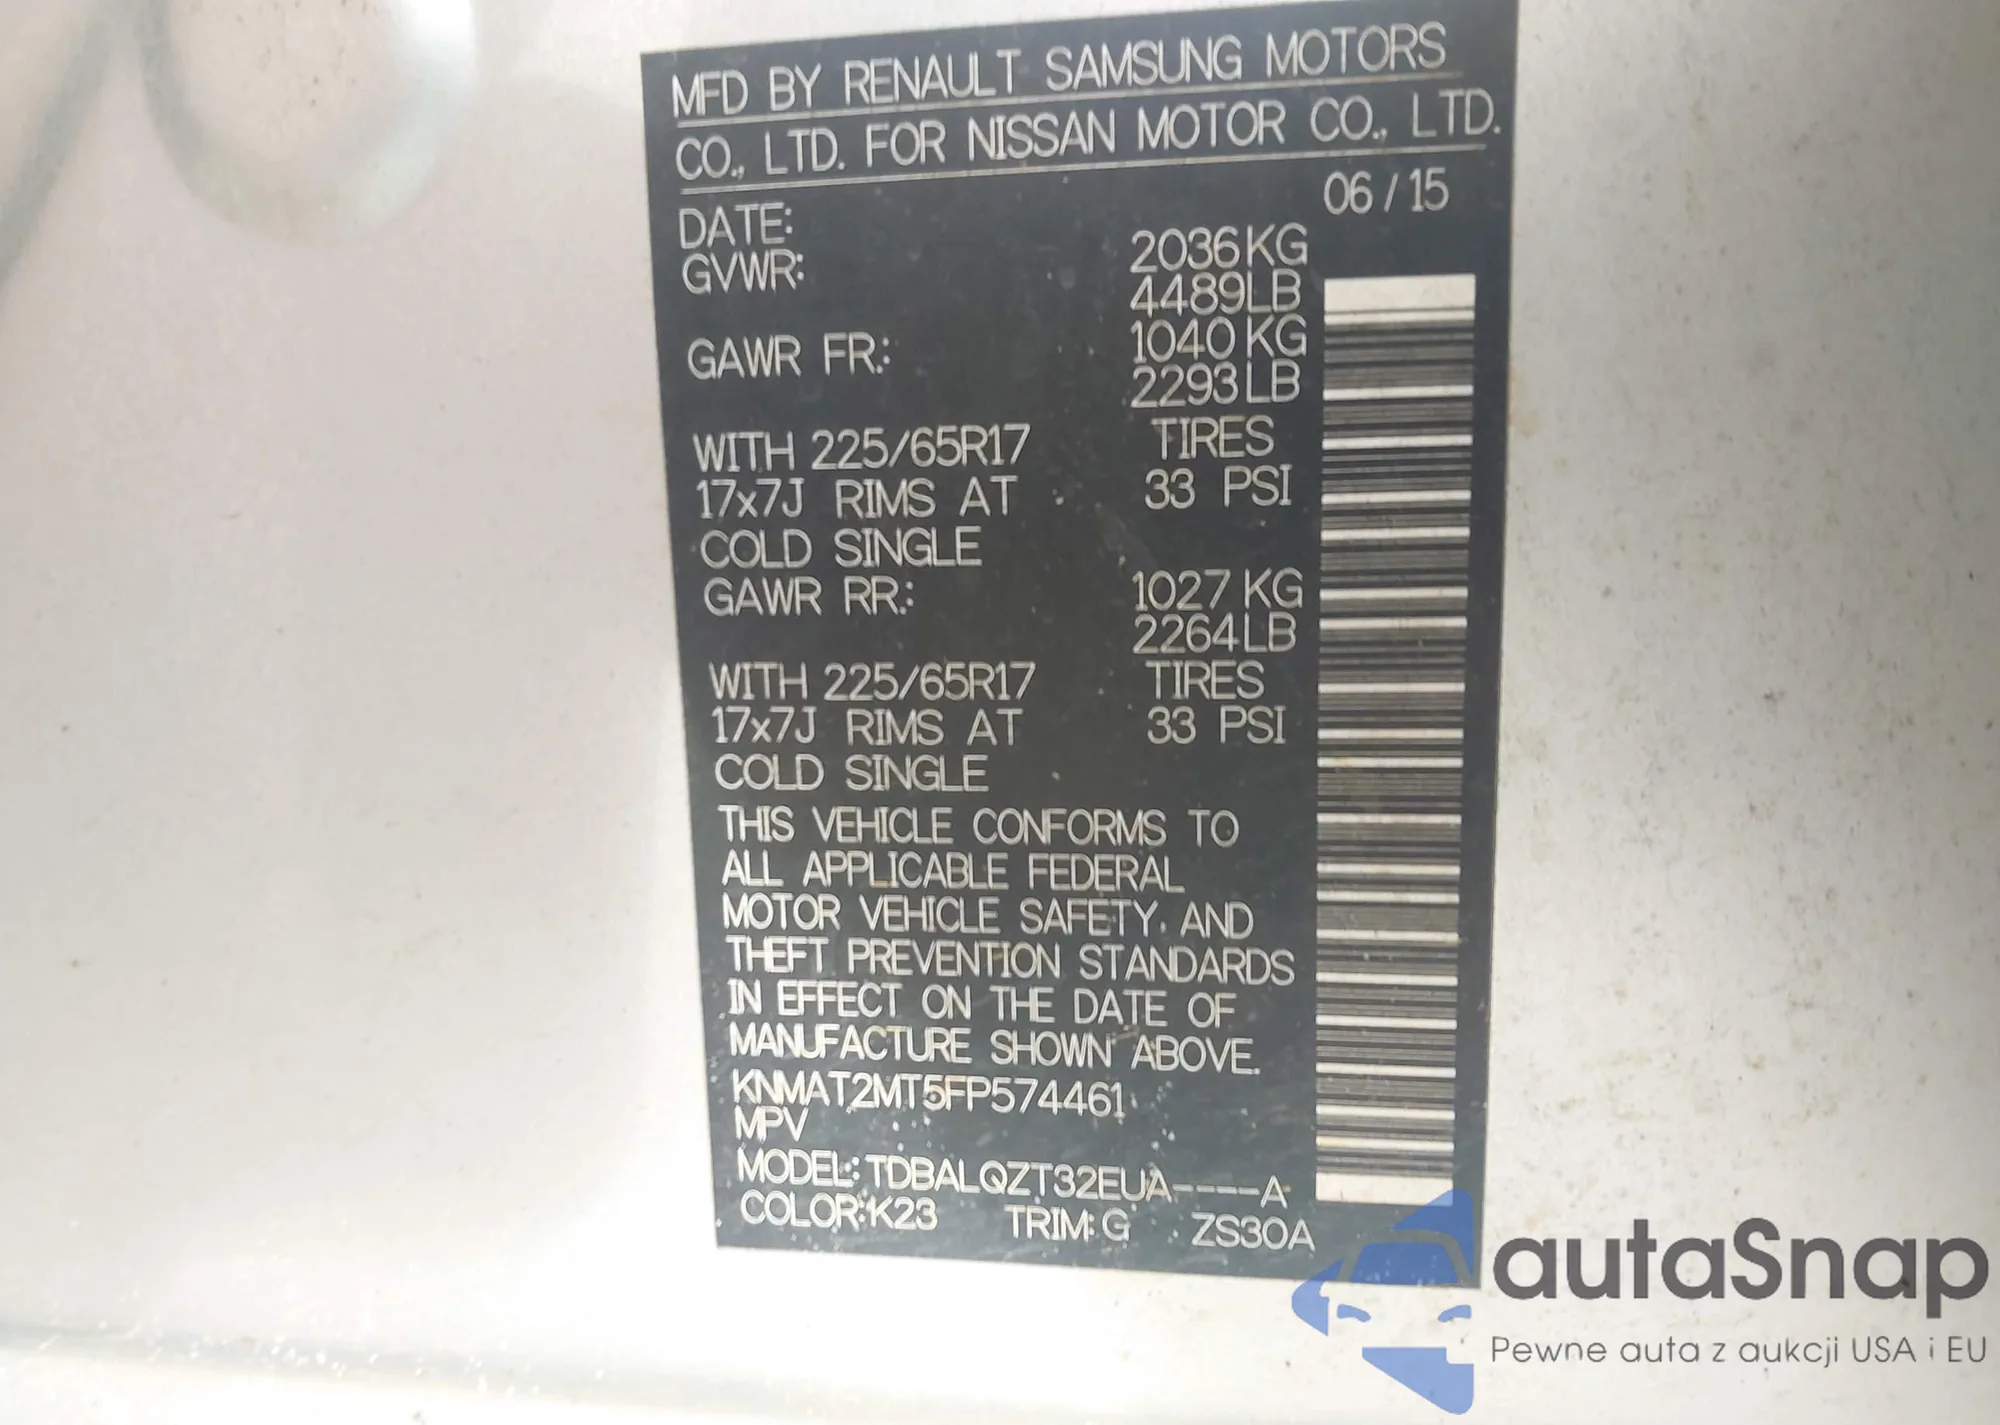 MFD BY RENAULT SAMSUNG MOTORS
CO., LTD. FOR NISSAN MOTOR CO., LTD.
DATE: 06 / 15
GVWR: 2036KG
4489LB
GAWR FR.: 1040KG
2293LB
WITH 225/65R17 TIRES
17x7J RIMS AT 33 PSI
COLD SINGLE
GAWR RR.: 1027KG
2264LB
WITH 225/65R17 TIRES
17x7J RIMS AT 33 PSI
COLD SINGLE
THIS VEHICLE CONFORMS TO
ALL APPLICABLE FEDERAL
MOTOR VEHICLE SAFETY, AND
THEFT PREVENTION STANDARDS
IN EFFECT ON THE DATE OF
MANUFACTURE SHOWN ABOVE.
KNMAT2MT5FP574461
MPV
MODEL: TDBALQZT32EUA----A
COLOR:K23 TRIM:G ZS30A
autaSnap
Pewne auta z aukcji USA i EU